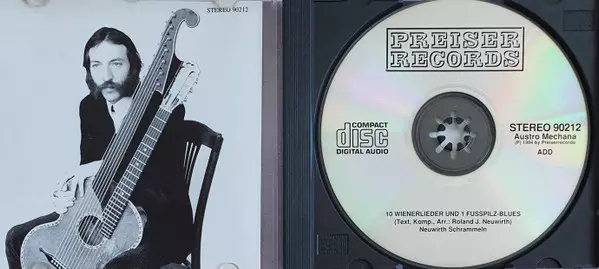 STEREO 90212
PREISER
RECORDS
COMPACT
disc
DIGITAL AUDIO
STEREO 90212
Austro Mechana
(P) 1994 by Preiserrecords
ADD
10 WIENERLIEDER UND 1 FUSSPILZ-BLUES
(Text. Komp., Arr.: Roland J. Neuwirth)
Neuwirth Schrammeln